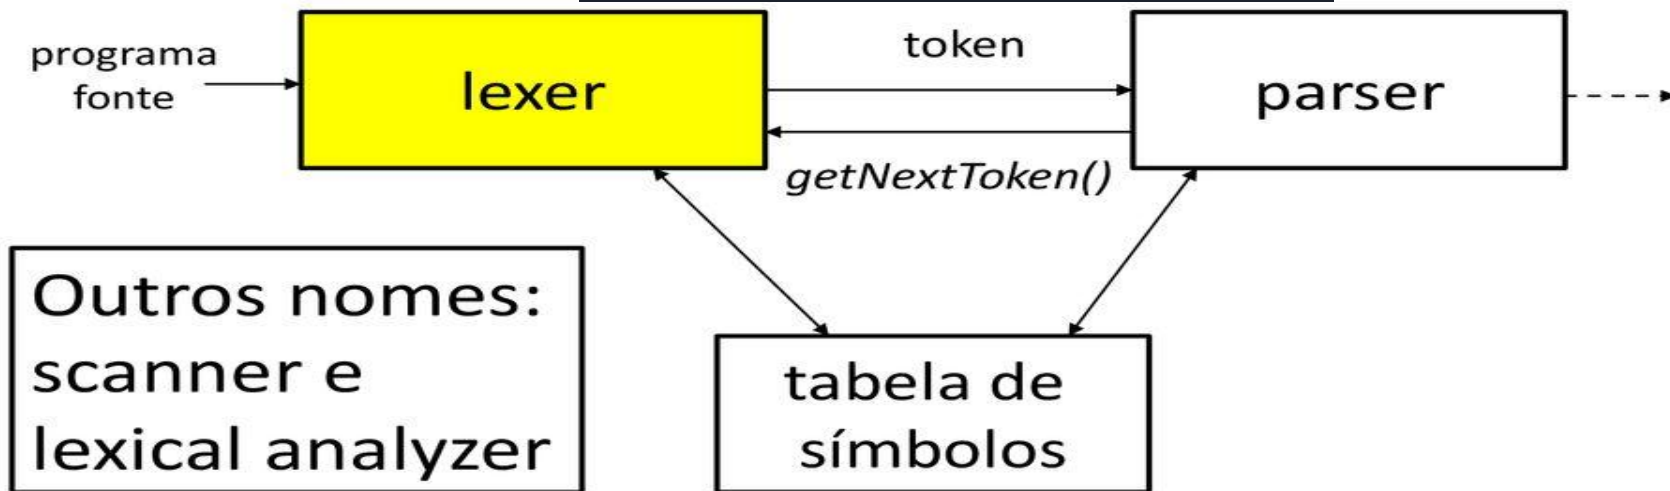 programa
fonte
lexer
token
getNextToken()
parser
Outros nomes:
scanner e
lexical analyzer
tabela de
símbolos